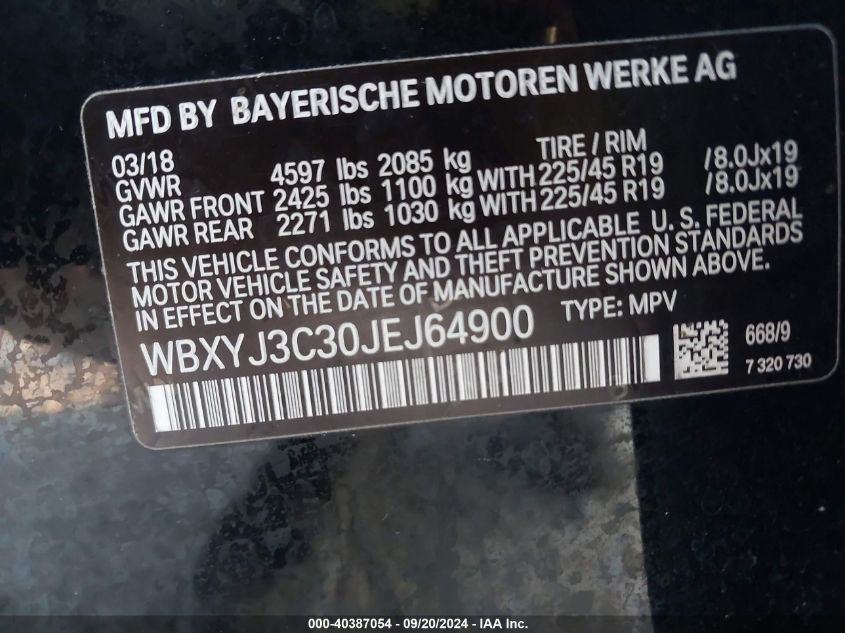 MFD BY BAYERISCHE MOTOREN WERKE AG
03/18 TIRE / RIM
GVWR 4597 lbs 2085 kg
GAWR FRONT 2425 lbs 1100 kg WITH 225/45 R19 /8.0Jx19
GAWR REAR 2271 lbs 1030 kg WITH 225/45 R19 /8.0Jx19
THIS VEHICLE CONFORMS TO ALL APPLICABLE U. S. FEDERAL
MOTOR VEHICLE SAFETY AND THEFT PREVENTION STANDARDS
IN EFFECT ON THE DATE OF MANUFACTURE SHOWN ABOVE.
WBXYJ3C30JEJ64900 TYPE: MPV
668/9
7 320 730
000-40387054 - 09/20/2024 - IAA Inc.